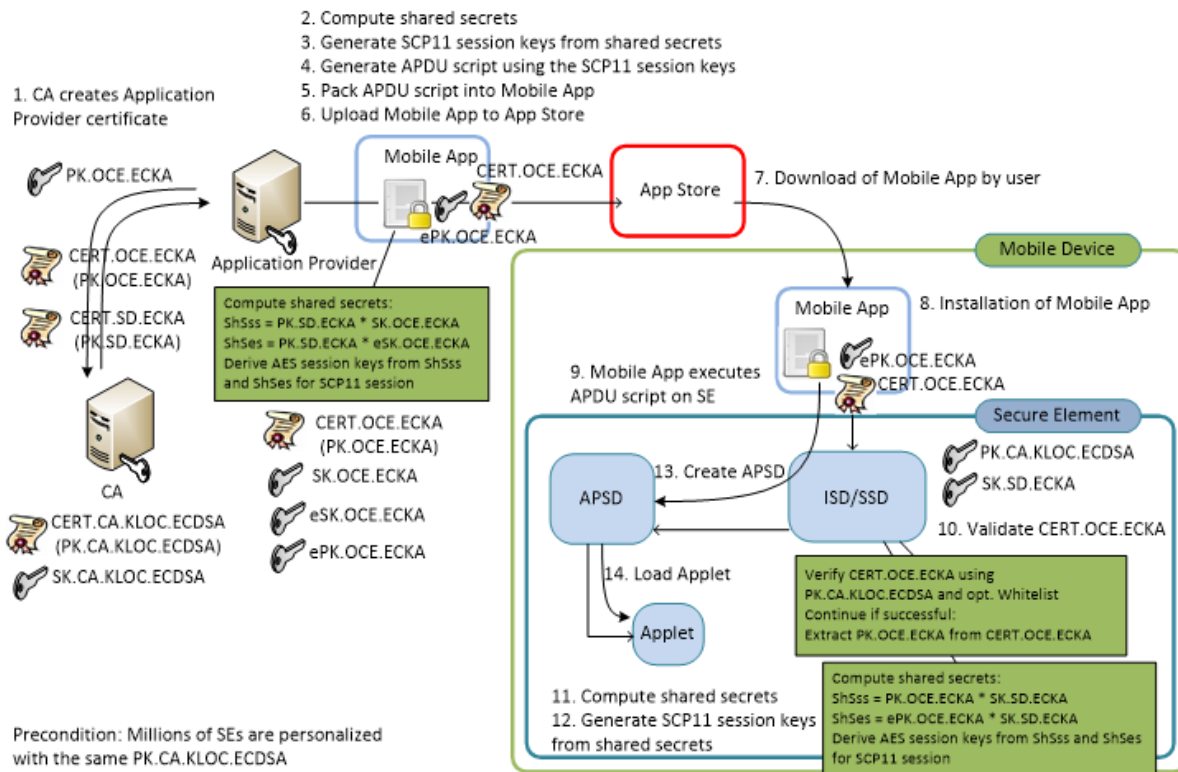 2. Compute shared secrets
3. Generate SCP11 session keys from shared secrets
4. Generate APDU script using the SCP11 session keys
5. Pack APDU script into Mobile App
6. Upload Mobile App to App Store
1. CA creates Application
Provider certificate
PK.OCE.ECKA
Mobile App
CERT.OCE.ECKA
ePK.OCE.ECKA
App Store
7. Download of Mobile App by user
CERT.OCE.ECKA
(PK.OCE.ECKA)
CERT.SD.ECKA
(PK.SD.ECKA)
Application Provider
Compute shared secrets:
ShSss = PK.SD.ECKA * SK.OCE.ECKA
ShSes = PK.SD.ECKA * eSK.OCE.ECKA
Derive AES session keys from ShSss
and ShSes for SCP11 session
Mobile Device
Mobile App
8. Installation of Mobile App
ePK.OCE.ECKA
CERT.OCE.ECKA
9. Mobile App executes
APDU script on SE
CA
CERT.CA.KLOC.ECDSA
(PK.CA.KLOC.ECDSA)
SK.CA.KLOC.ECDSA
CERT.OCE.ECKA
(PK.OCE.ECKA)
SK.OCE.ECKA
eSK.OCE.ECKA
ePK.OCE.ECKA
Secure Element
PK.CA.KLOC.ECDSA
SK.SD.ECKA
13. Create APSD
APSD
ISD/SSD
10. Validate CERT.OCE.ECKA
14. Load Applet
Applet
Verify CERT.OCE.ECKA using
PK.CA.KLOC.ECDSA and opt. Whitelist
Continue if successful:
Extract PK.OCE.ECKA from CERT.OCE.ECKA
11. Compute shared secrets
12. Generate SCP11 session keys
from shared secrets
Compute shared secrets:
ShSss = PK.OCE.ECKA * SK.SD.ECKA
ShSes = ePK.OCE.ECKA * SK.SD.ECKA
Derive AES session keys from ShSss and ShSes
for SCP11 session
Precondition: Millions of SEs are personalized
with the same PK.CA.KLOC.ECDSA